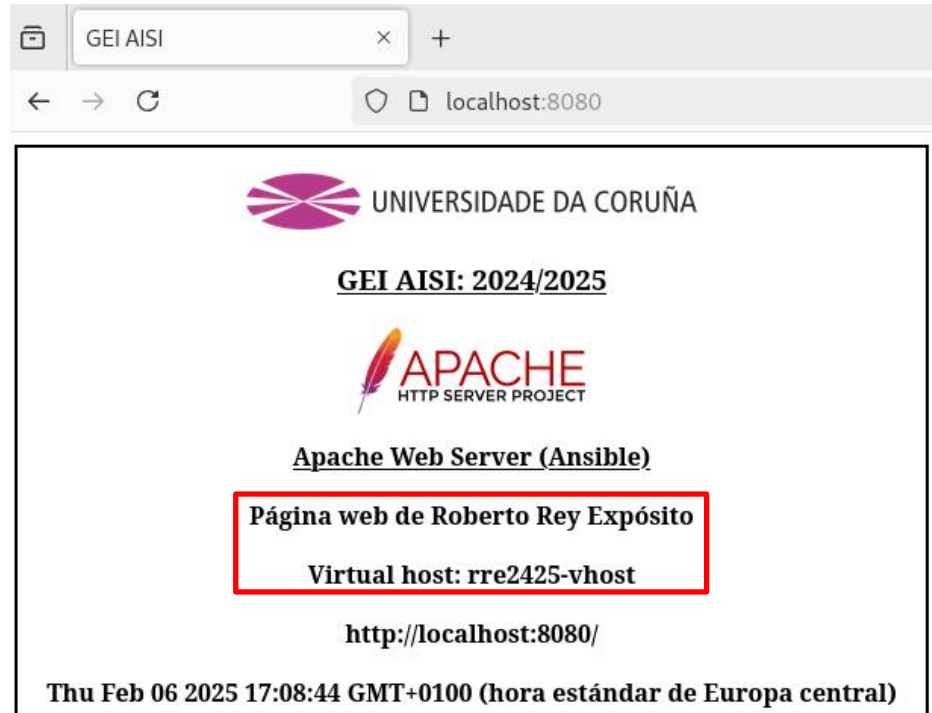 GEI AISI
localhost:8080
UNIVERSIDADE DA CORUÑA
GEI AISI: 2024/2025
APACHE
HTTP SERVER PROJECT
Apache Web Server (Ansible)
Página web de Roberto Rey Expósito
Virtual host: rre2425-vhost
http://localhost:8080/
Thu Feb 06 2025 17:08:44 GMT+0100 (hora estándar de Europa central)